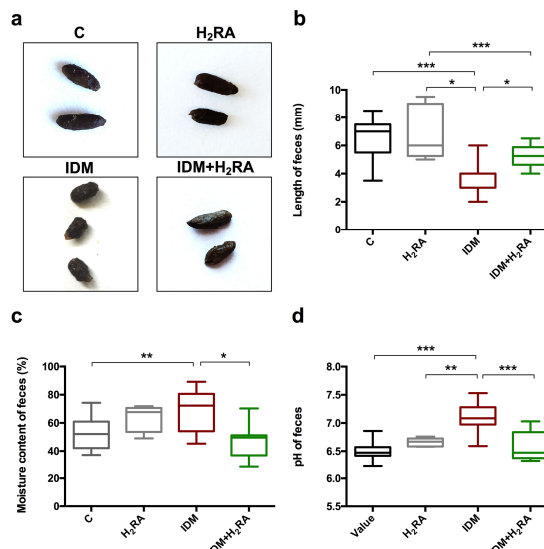 a
C
H2RA
IDM
IDM+H2RA
b
***
***
*
*
Length of feces (mm)
10
8
6
4
2
0
C
H2RA
IDM
IDM+H2RA
c
**
*
Moisture content of feces (%)
100
80
60
40
20
0
C
H2RA
IDM
IDM+H2RA
d
***
**
***
pH of feces
8.0
7.5
7.0
6.5
6.0
5.5
Value
H2RA
IDM
IDM+H2RA